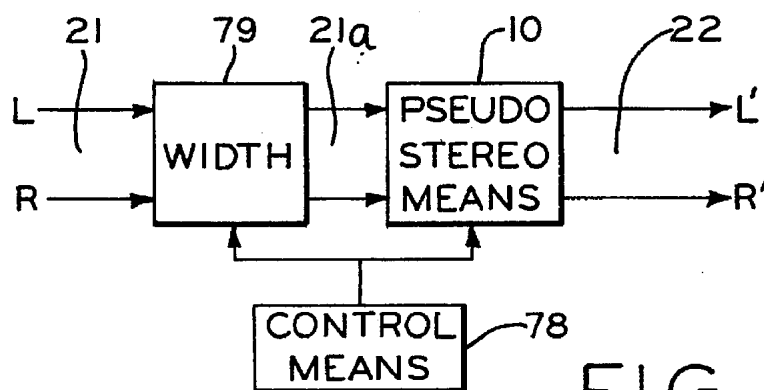 79
10
21
21a
22
L
R
WIDTH
PSEUDO
STEREO
MEANS
L'
R'
CONTROL
MEANS
78
FIG